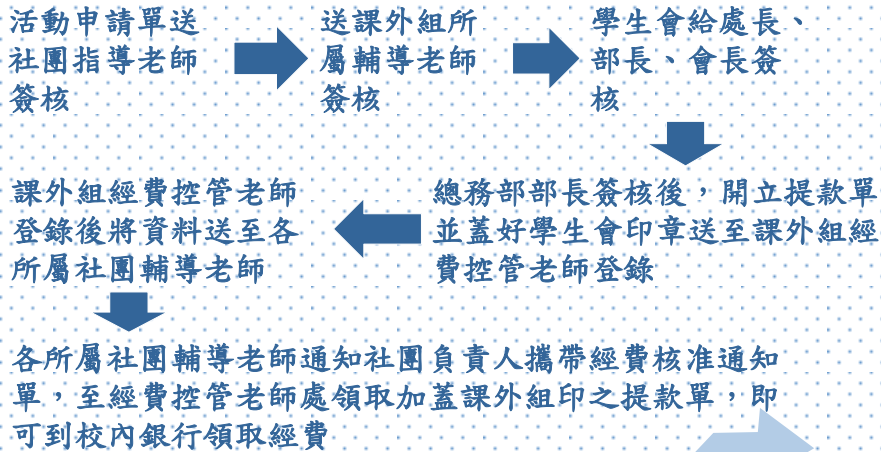 活動申請單送
社團指導老師
簽核
送課外組所
屬輔導老師
簽核
學生會給處長、
部長、會長簽
核
總務部部長簽核後，開立提款單
並蓋好學生會印章送至課外組經
費控管老師登錄
課外組經費控管老師
登錄後將資料送至各
所屬社團輔導老師
各所屬社團輔導老師通知社團負責人攜帶經費核准通知
單，至經費控管老師處領取加蓋課外組印之提款單，即
可到校內銀行領取經費